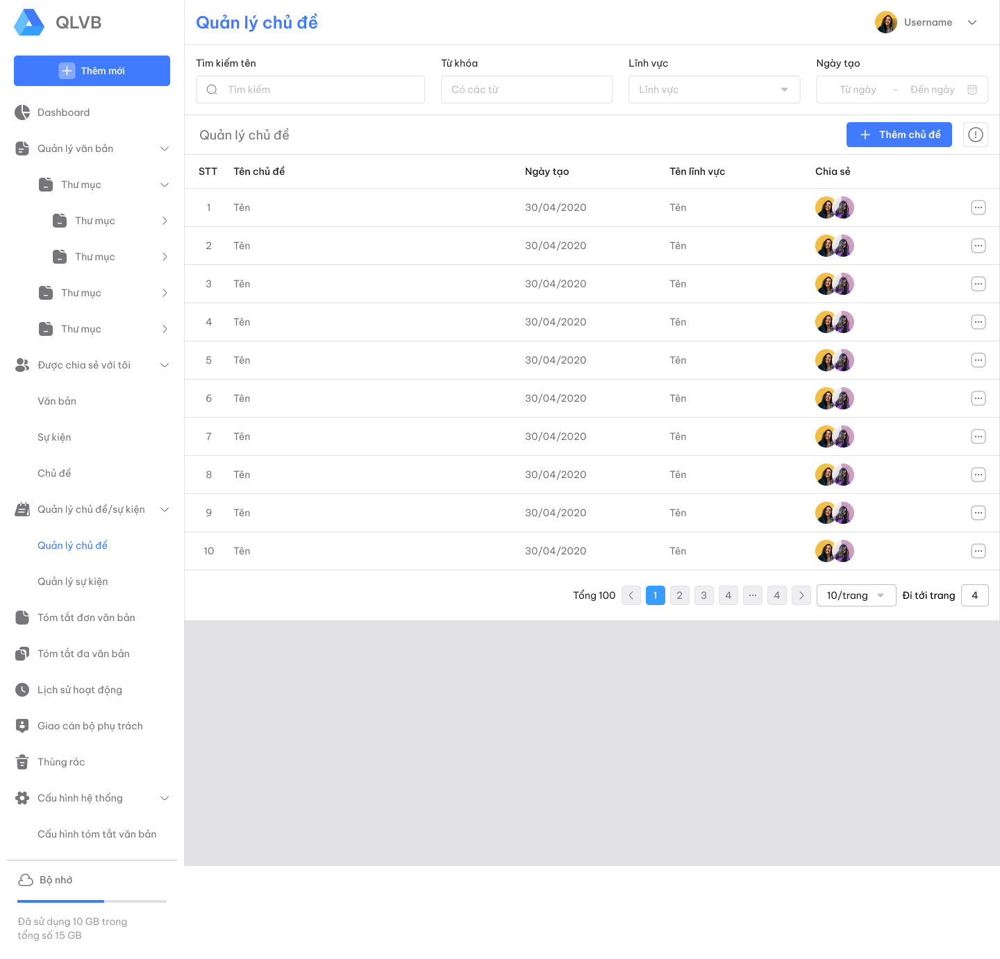 QLVB
Thêm mới
Dashboard
Quản lý văn bản
Thư mục
Thư mục
Thư mục
Thư mục
Thư mục
Được chia sẻ với tôi
Văn bản
Sự kiện
Chủ đề
Quản lý chủ đề/sự kiện
Quản lý chủ đề
Quản lý sự kiện
Tóm tắt đơn văn bản
Tóm tắt đa văn bản
Lịch sử hoạt động
Giao cán bộ phụ trách
Thùng rác
Cấu hình hệ thống
Cấu hình tóm tắt văn bản
Bộ nhớ
Đã sử dụng 10 GB trong
tổng số 15 GB
Quản lý chủ đề
Username
Tìm kiếm tên Từ khóa Lĩnh vực Ngày tạo
Tìm kiếm Có các từ Lĩnh vực Từ ngày - Đến ngày
Quản lý chủ đề Thêm chủ đề
STT Tên chủ đề Ngày tạo Tên lĩnh vực Chia sẻ
1 Tên 30/04/2020 Tên
2 Tên 30/04/2020 Tên
3 Tên 30/04/2020 Tên
4 Tên 30/04/2020 Tên
5 Tên 30/04/2020 Tên
6 Tên 30/04/2020 Tên
7 Tên 30/04/2020 Tên
8 Tên 30/04/2020 Tên
9 Tên 30/04/2020 Tên
10 Tên 30/04/2020 Tên
Tổng 100 1 2 3 4 ··· 4 10/trang Đi tới trang 4